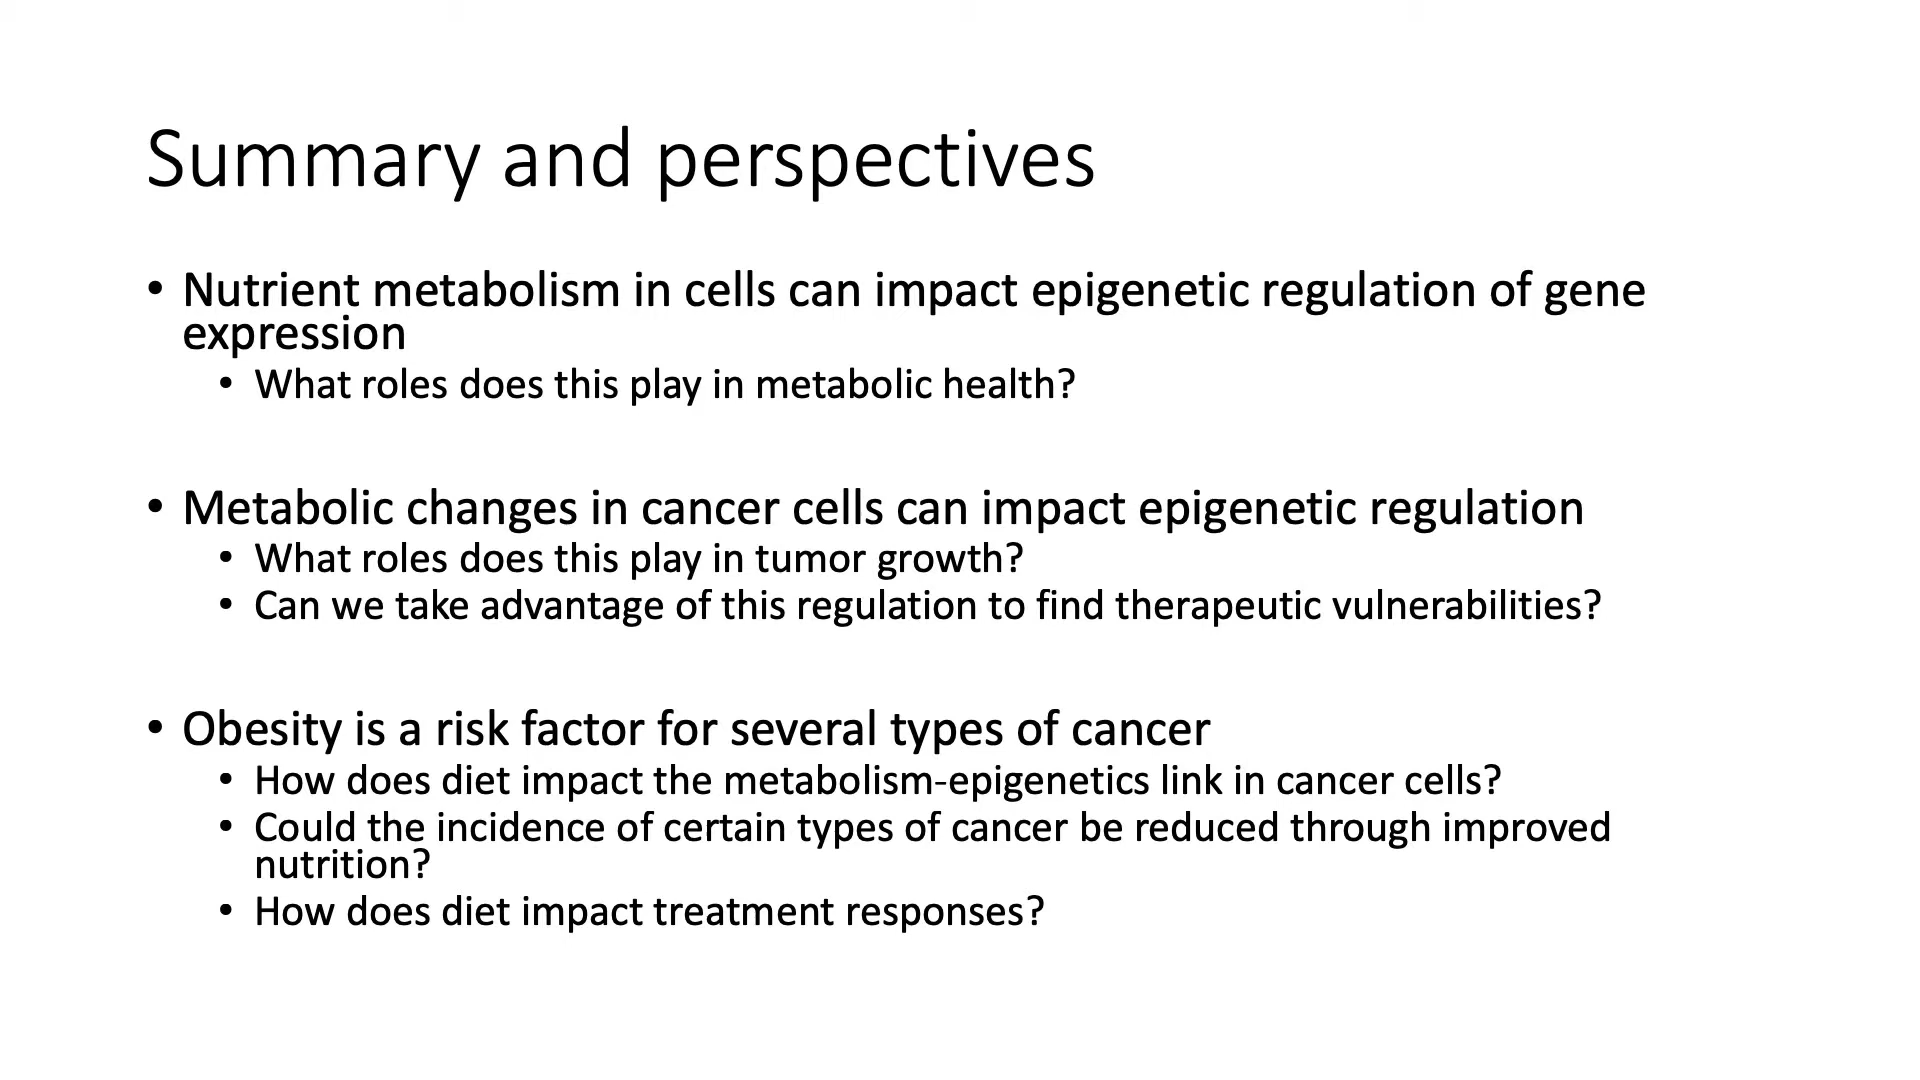 Summary and perspectives
• Nutrient metabolism in cells can impact epigenetic regulation of gene
expression
• What roles does this play in metabolic health?
• Metabolic changes in cancer cells can impact epigenetic regulation
• What roles does this play in tumor growth?
• Can we take advantage of this regulation to find therapeutic vulnerabilities?
• Obesity is a risk factor for several types of cancer
• How does diet impact the metabolism-epigenetics link in cancer cells?
• Could the incidence of certain types of cancer be reduced through improved
nutrition?
• How does diet impact treatment responses?